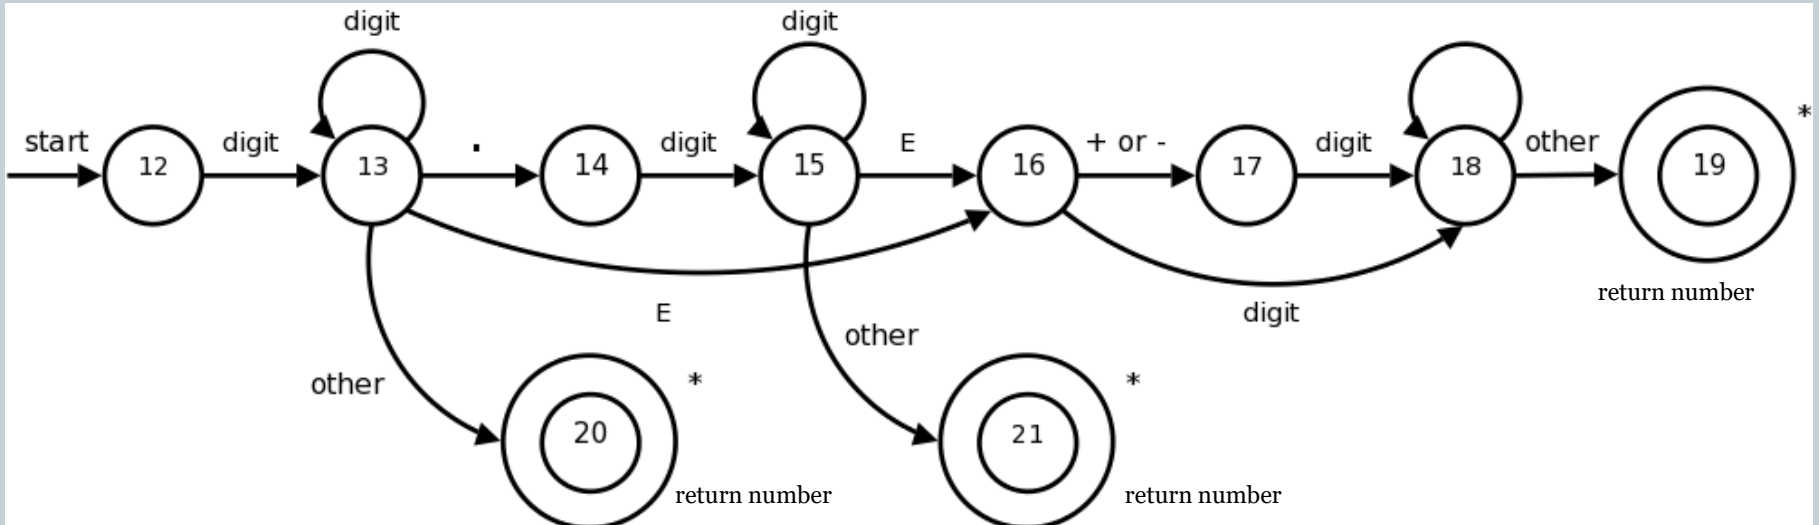 digit
digit
start
digit
.
digit
E
+ or -
digit
other
*
12
13
14
15
16
17
18
19
return number
E
digit
other
other
*
*
20
21
return number
return number